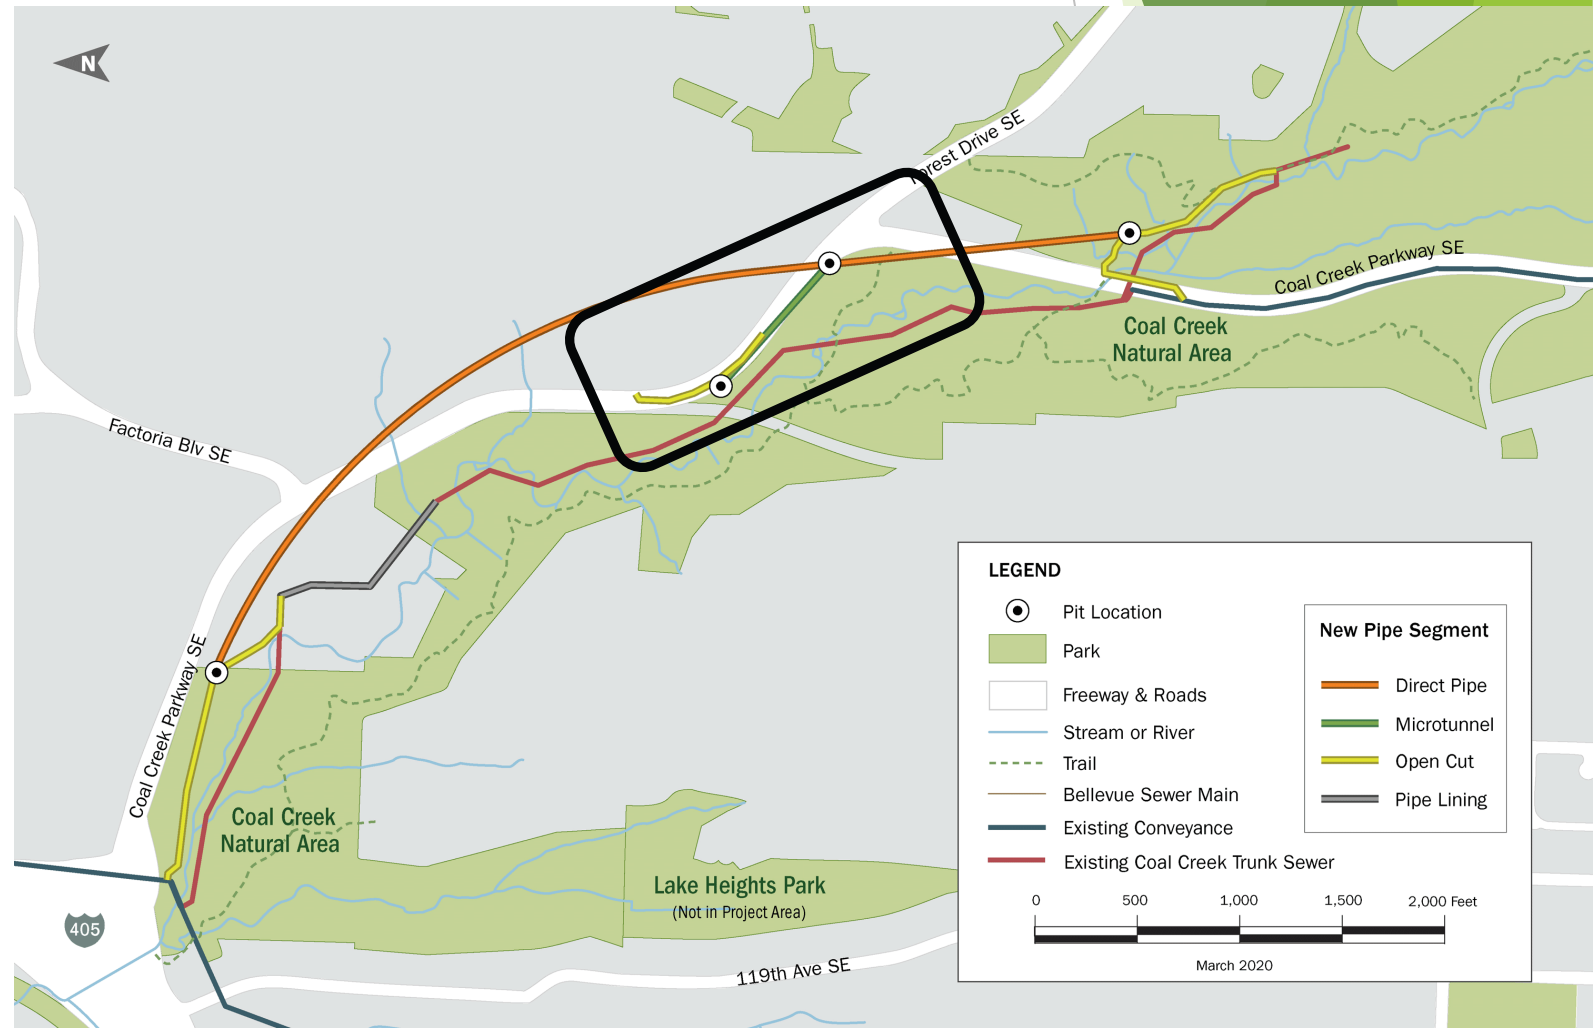 N
Forest Drive SE
Coal Creek Parkway SE
Coal Creek
Natural Area
Factoria Blv SE
Coal Creek Parkway SE
Coal Creek
Natural Area
Lake Heights Park
(Not in Project Area)
405
119th Ave SE
LEGEND
Pit Location
Park
Freeway & Roads
Stream or River
Trail
Bellevue Sewer Main
Existing Conveyance
Existing Coal Creek Trunk Sewer
New Pipe Segment
Direct Pipe
Microtunnel
Open Cut
Pipe Lining
0 500 1,000 1,500 2,000 Feet
March 2020